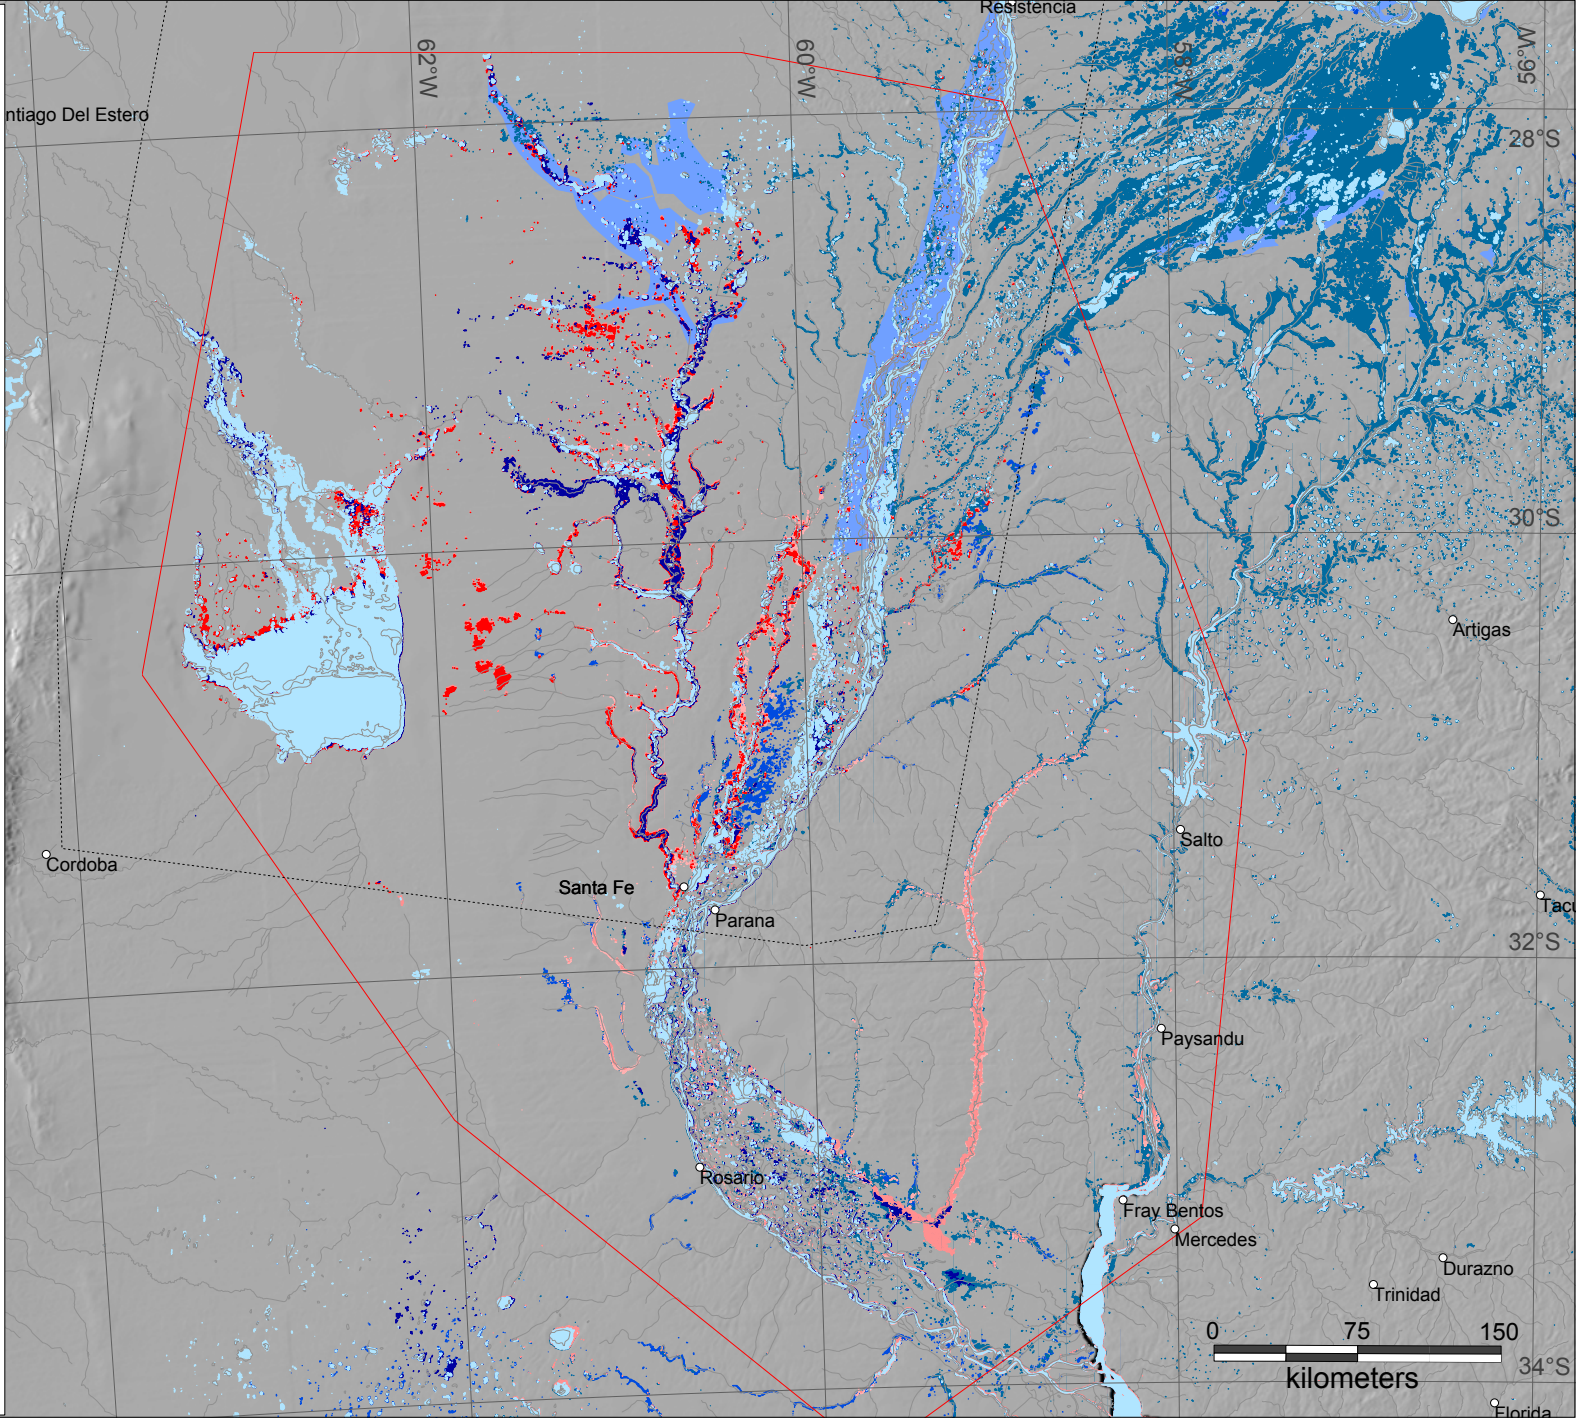 Resistencia
62°W
60°W
58°W
56°W
ntiago Del Estero
28°S
30°S
Artigas
Salto
Cordoba
Santa Fe
Parana
Tacu
32°S
Paysandu
Rosario
Fray Bentos
Mercedes
Durazno
Trinidad
0 75 150
kilometers
34°S
Florida